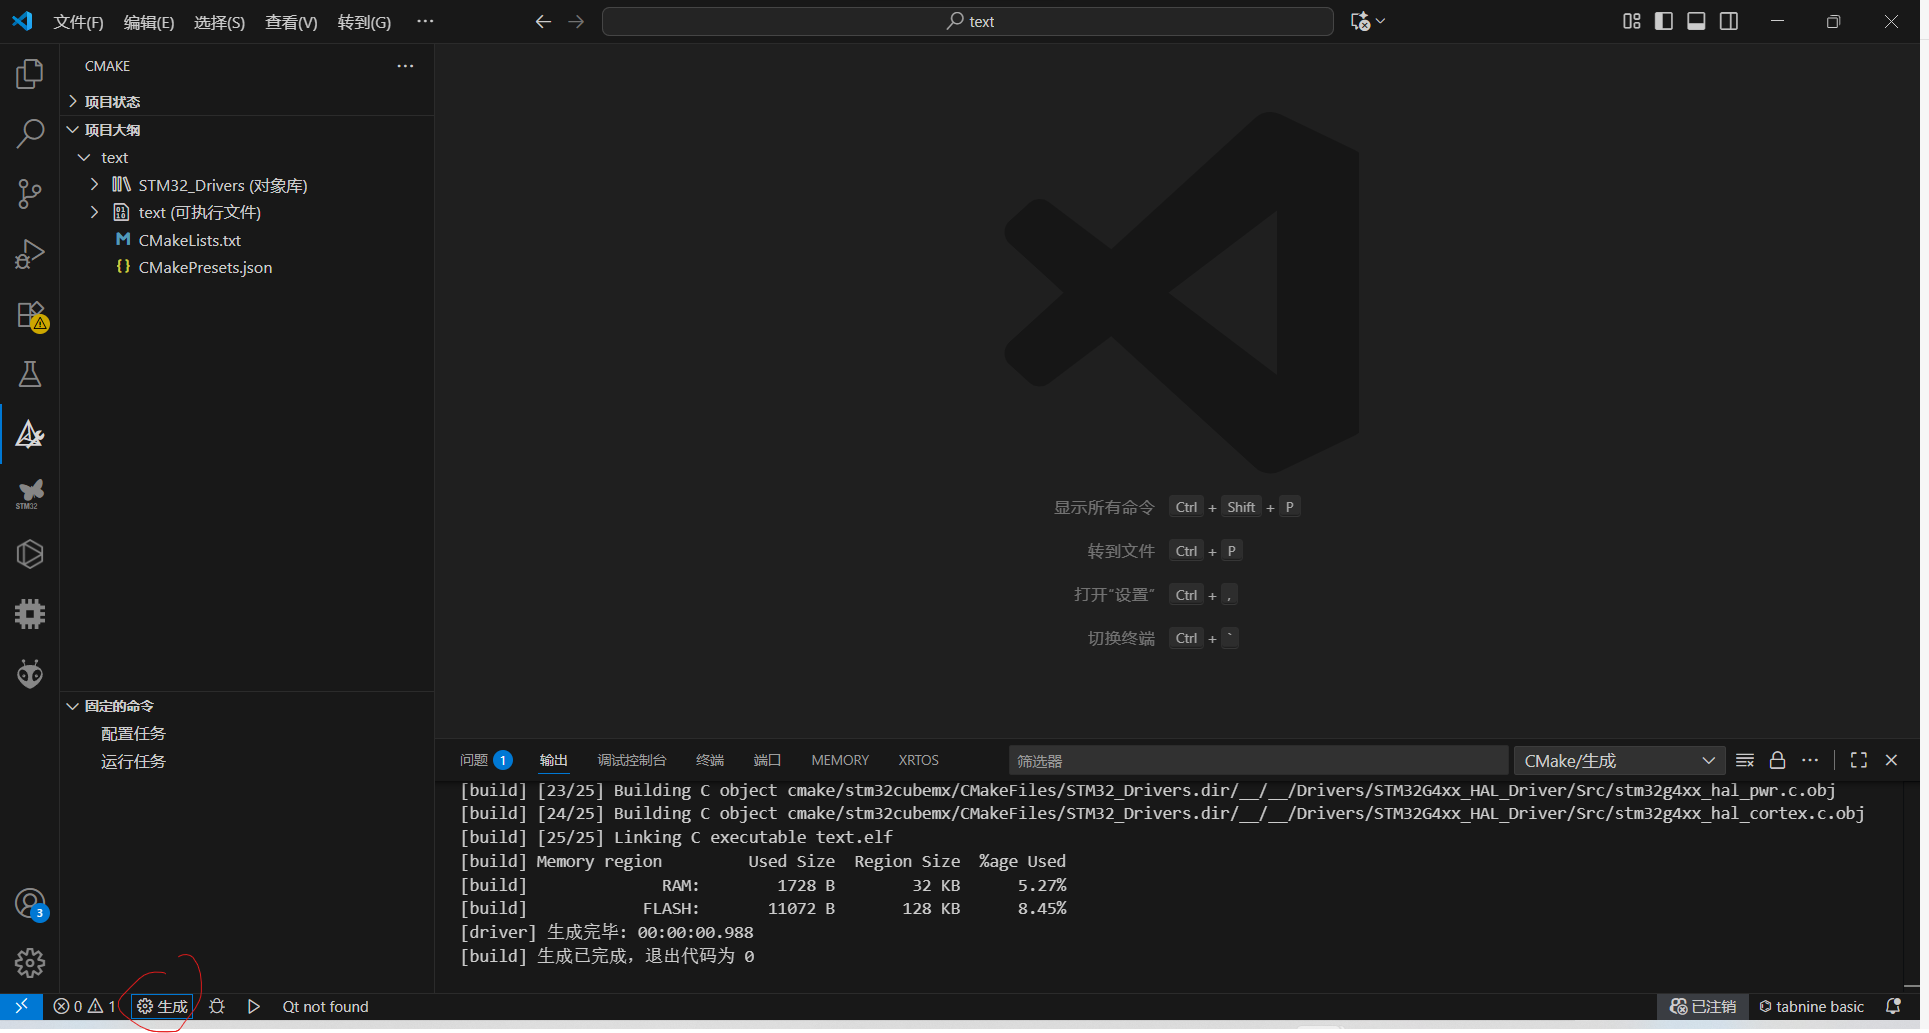 文件(F) 编辑(E) 选择(S) 查看(V) 转到(G) ··· text
CMAKE
项目状态
项目大纲
text
STM32_Drivers (对象库)
text (可执行文件)
CMakeLists.txt
CMakePresets.json
STM32
显示所有命令 Ctrl + Shift + P
转到文件 Ctrl + P
打开“设置” Ctrl + ,
切换终端 Ctrl + `
固定的命令
配置任务
运行任务
问题 1 输出 调试控制台 终端 端口 MEMORY XRTOS 筛选器 CMake/生成
[build] [23/25] Building C object cmake/stm32cubemx/CMakeFiles/STM32_Drivers.dir/__/__/Drivers/STM32G4xx_HAL_Driver/Src/stm32g4xx_hal_pwr.c.obj
[build] [24/25] Building C object cmake/stm32cubemx/CMakeFiles/STM32_Drivers.dir/__/__/Drivers/STM32G4xx_HAL_Driver/Src/stm32g4xx_hal_cortex.c.obj
[build] [25/25] Linking C executable text.elf
[build] Memory region Used Size Region Size %age Used
[build] RAM: 1728 B 32 KB 5.27%
[build] FLASH: 11072 B 128 KB 8.45%
[driver] 生成完毕: 00:00:00.988
[build] 生成已完成，退出代码为 0
3
0 1 生成 Qt not found 已注销 tabnine basic